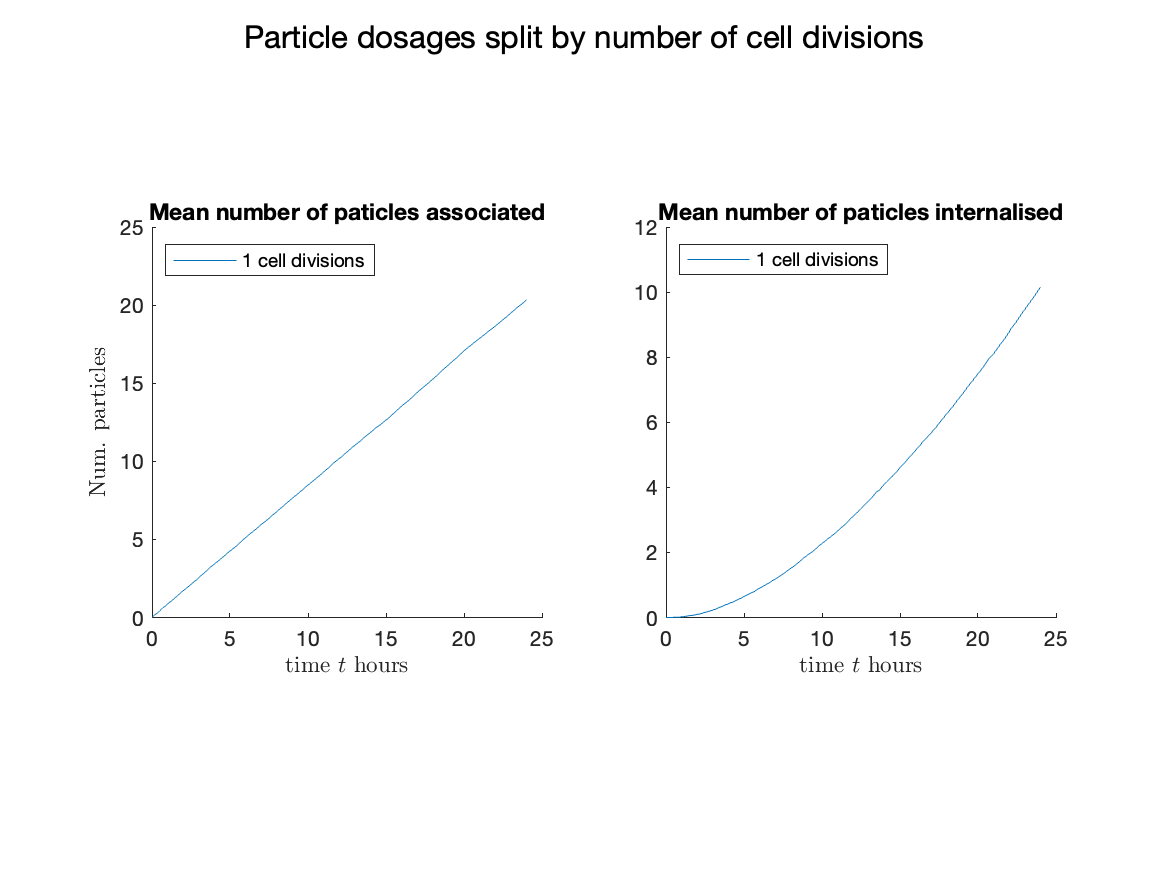 Particle dosages split by number of cell divisions
Mean number of paticles associated
25
20
15
10
5
0
Num. particles
1 cell divisions
0 5 10 15 20 25
time t hours
Mean number of paticles internalised
12
10
8
6
4
2
0
1 cell divisions
0 5 10 15 20 25
time t hours